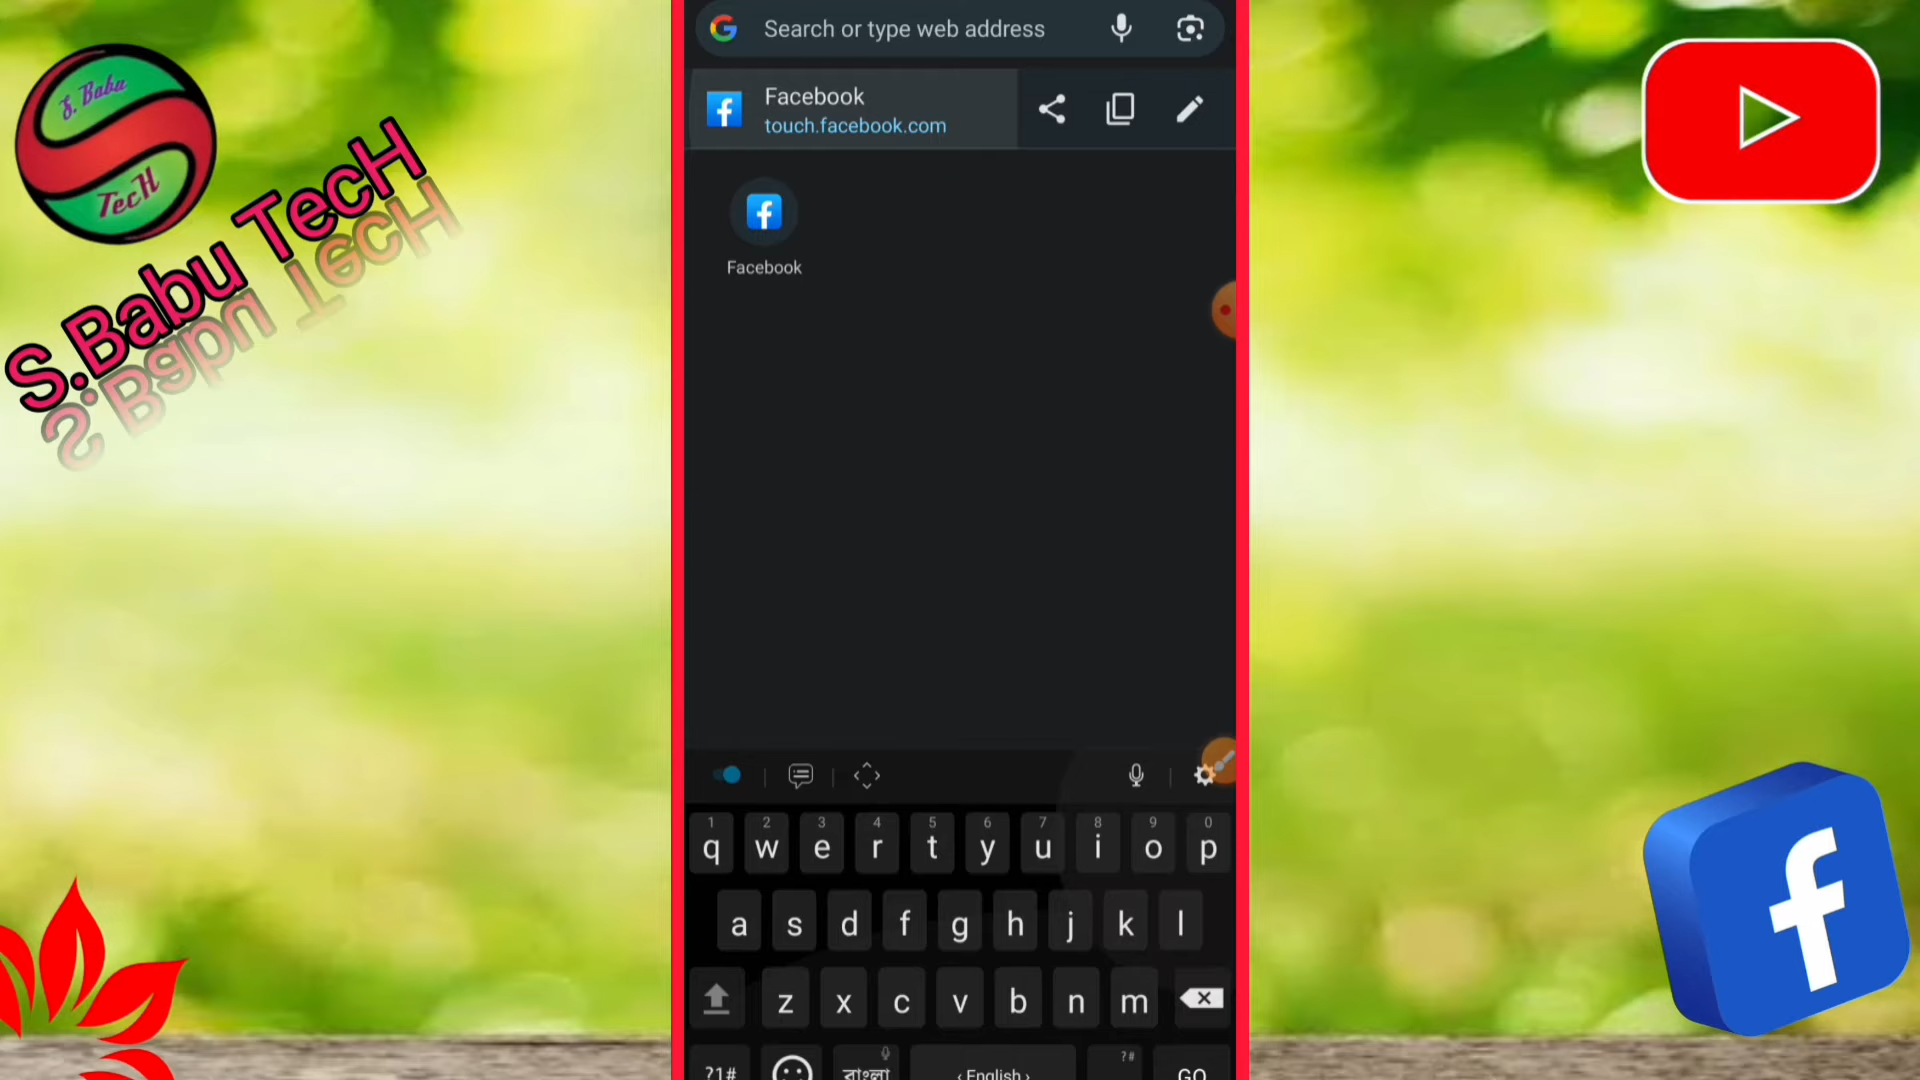 S. Babu
TecH
S.Babu TecH
Search or type web address
Facebook
touch.facebook.com
Facebook
1 2 3 4 5 6 7 8 9 0
q w e r t y u i o p
a s d f g h j k l
z x c v b n m
?1# বাংলা ‹ English › ?# GO